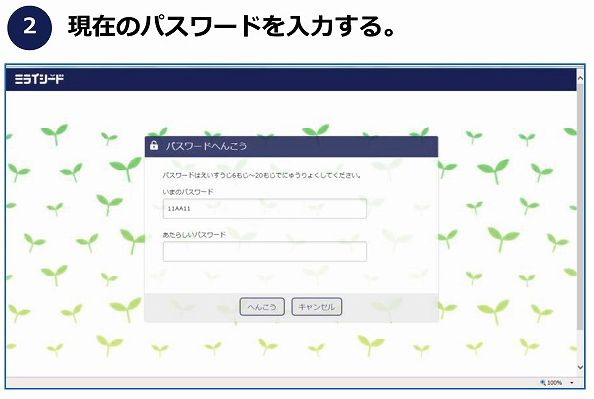 2 現在のパスワードを入力する。
ミライシード
パスワードへんこう
パスワードはえいすうじ6もじ～20もじでにゅうりょくしてください。
いまのパスワード
11AA11
あたらしいパスワード
へんこう キャンセル
100%